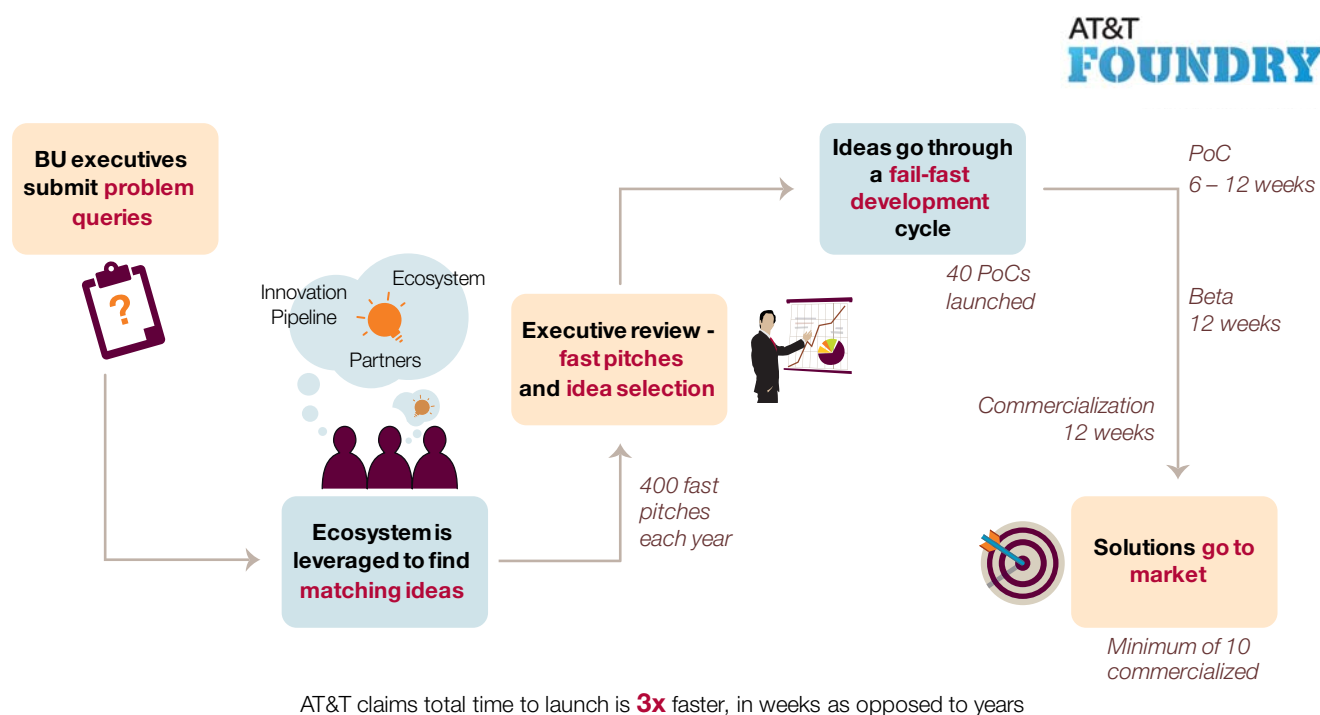 AT&T
FOUNDRY
BU executives
submit problem
queries
?
Innovation
Pipeline
Ecosystem
Partners
Ecosystem is
leveraged to find
matching ideas
400 fast
pitches
each year
Executive review -
fast pitches
and idea selection
Ideas go through
a fail-fast
development
cycle
40 PoCs
launched
PoC
6 – 12 weeks
Beta
12 weeks
Commercialization
12 weeks
Solutions go to
market
Minimum of 10
commercialized
AT&T claims total time to launch is 3x faster, in weeks as opposed to years